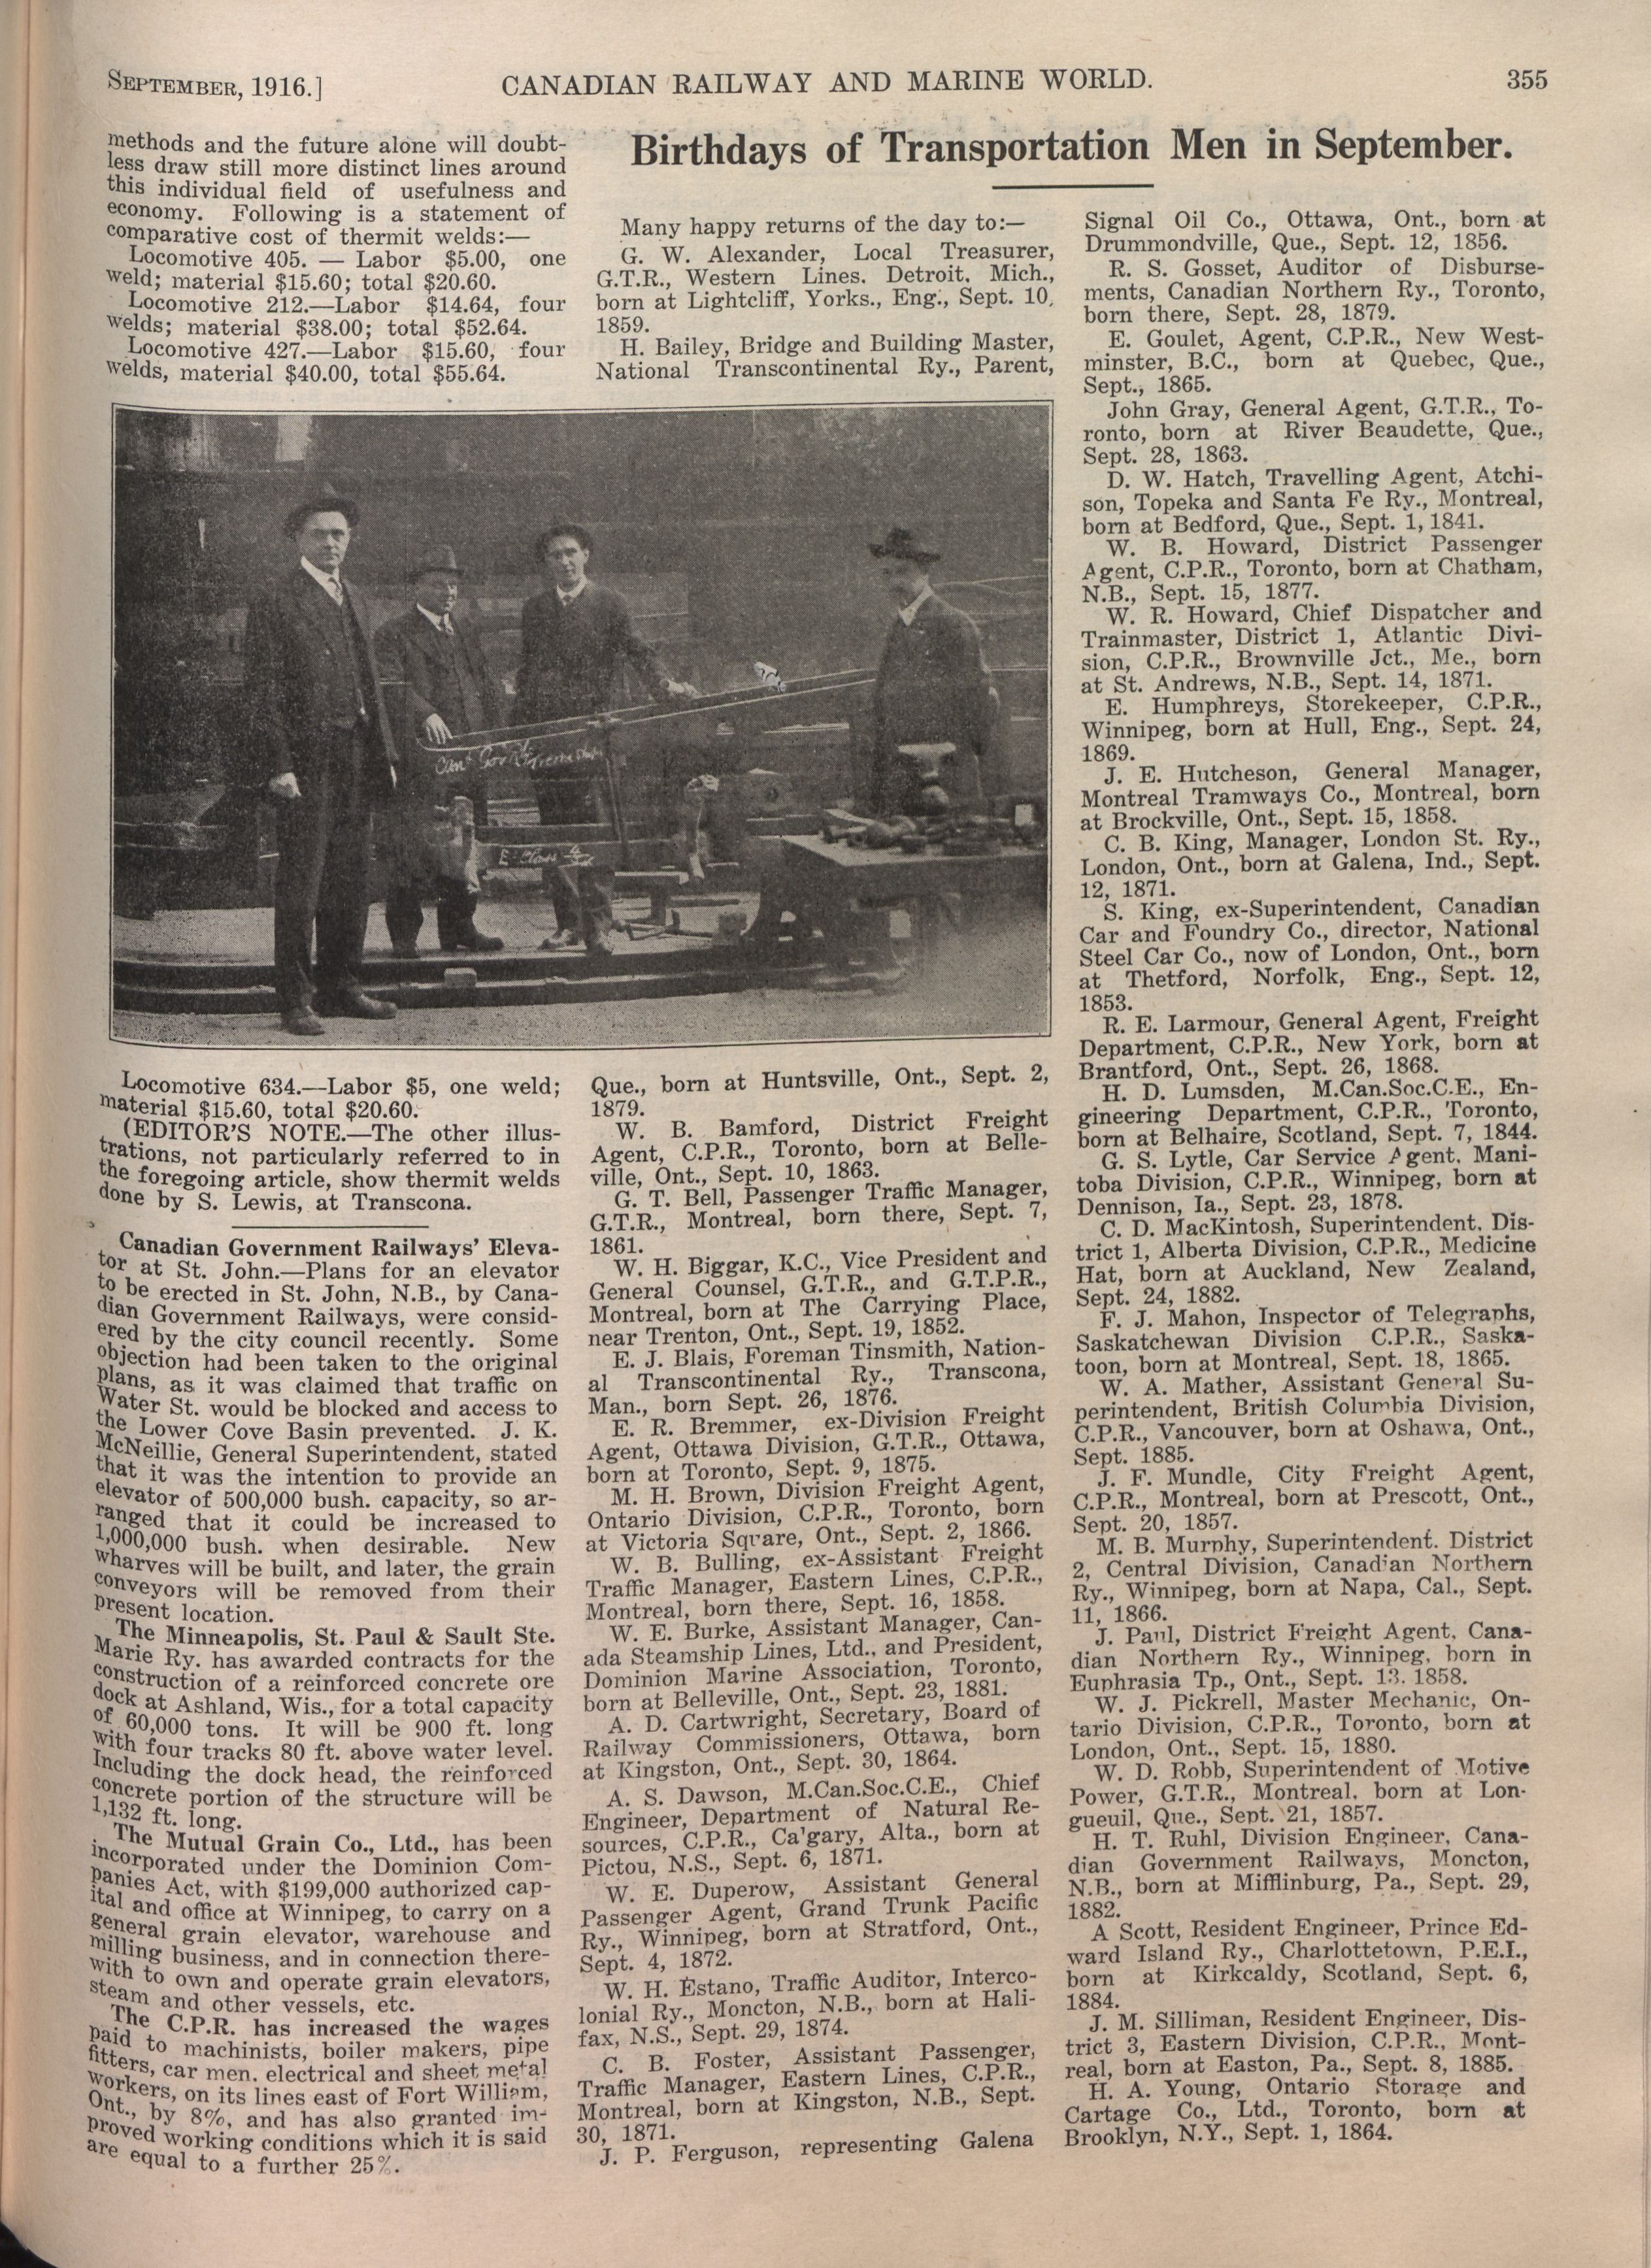 SEPTEMBER, 1916.]
CANADIAN RAILWAY AND MARINE WORLD.
355
methods and the future alone will doubt-
less draw still more distinct lines around
this individual field of usefulness and
economy. Following is a statement of
comparative cost of thermit welds:—
Locomotive 405. — Labor $5.00, one
weld; material $15.60; total $20.60.
Locomotive 212.—Labor $14.64, four
welds; material $38.00; total $52.64.
Locomotive 427.—Labor $15.60, four
welds, material $40.00, total $55.64.
E. Class
Locomotive 634.—Labor $5, one weld;
material $15.60, total $20.60.
(EDITOR'S NOTE.—The other illus-
trations, not particularly referred to in
the foregoing article, show thermit welds
done by S. Lewis, at Transcona.
Canadian Government Railways' Eleva-
tor at St. John.—Plans for an elevator
to be erected in St. John, N.B., by Cana-
dian Government Railways, were consid-
ered by the city council recently. Some
objection had been taken to the original
plans, as it was claimed that traffic on
Water St. would be blocked and access to
the Lower Cove Basin prevented. J. K.
McNeillie, General Superintendent, stated
that it was the intention to provide an
elevator of 500,000 bush. capacity, so ar-
ranged that it could be increased to
1,000,000 bush. when desirable. New
wharves will be built, and later, the grain
conveyors will be removed from their
present location.
The Minneapolis, St. Paul & Sault Ste.
Marie Ry. has awarded contracts for the
construction of a reinforced concrete ore
dock at Ashland, Wis., for a total capacity
of 60,000 tons. It will be 900 ft. long
with four tracks 80 ft. above water level.
Including the dock head, the reinforced
concrete portion of the structure will be
1,132 ft. long.
The Mutual Grain Co., Ltd., has been
incorporated under the Dominion Com-
panies Act, with $199,000 authorized cap-
ital and office at Winnipeg, to carry on a
general grain elevator, warehouse and
milling business, and in connection there-
with to own and operate grain elevators,
steam and other vessels, etc.
The C.P.R. has increased the wages
paid to machinists, boiler makers, pipe
fitters, car men. electrical and sheet metal
workers, on its lines east of Fort William,
Ont., by 8%, and has also granted im-
proved working conditions which it is said
are equal to a further 25%.
Birthdays of Transportation Men in September.
Many happy returns of the day to:—
G. W. Alexander, Local Treasurer,
G.T.R., Western Lines. Detroit, Mich.,
born at Lightcliff, Yorks., Eng., Sept. 10,
1859.
H. Bailey, Bridge and Building Master,
National Transcontinental Ry., Parent,
Que., born at Huntsville, Ont., Sept. 2,
1879.
W. B. Bamford, District Freight
Agent, C.P.R., Toronto, born at Belle-
ville, Ont., Sept. 10, 1863.
G. T. Bell, Passenger Traffic Manager,
G.T.R., Montreal, born there, Sept. 7,
1861.
W. H. Biggar, K.C., Vice President and
General Counsel, G.T.R., and G.T.P.R.,
Montreal, born at The Carrying Place,
near Trenton, Ont., Sept. 19, 1852.
E. J. Blais, Foreman Tinsmith, Nation-
al Transcontinental Ry., Transcona,
Man., born Sept. 26, 1876.
E. R. Bremmer, ex-Division Freight
Agent, Ottawa Division, G.T.R., Ottawa,
born at Toronto, Sept. 9, 1875.
M. H. Brown, Division Freight Agent,
Ontario Division, C.P.R., Toronto, born
at Victoria Square, Ont., Sept. 2, 1866.
W. B. Bulling, ex-Assistant Freight
Traffic Manager, Eastern Lines, C.P.R.,
Montreal, born there, Sept. 16, 1858.
W. E. Burke, Assistant Manager, Can-
ada Steamship Lines, Ltd., and President,
Dominion Marine Association, Toronto,
born at Belleville, Ont., Sept. 23, 1881.
A. D. Cartwright, Secretary, Board of
Railway Commissioners, Ottawa, born
at Kingston, Ont., Sept. 30, 1864.
A. S. Dawson, M.Can.Soc.C.E., Chief
Engineer, Department of Natural Re-
sources, C.P.R., Ca'gary, Alta., born at
Pictou, N.S., Sept. 6, 1871.
W. E. Duperow, Assistant General
Passenger Agent, Grand Trunk Pacific
Ry., Winnipeg, born at Stratford, Ont.,
Sept. 4, 1872.
W. H. Estano, Traffic Auditor, Interco-
lonial Ry., Moncton, N.B., born at Hali-
fax, N.S., Sept. 29, 1874.
C. B. Foster, Assistant Passenger,
Traffic Manager, Eastern Lines, C.P.R.,
Montreal, born at Kingston, N.B., Sept.
30, 1871.
J. P. Ferguson, representing Galena
Signal Oil Co., Ottawa, Ont., born at
Drummondville, Que., Sept. 12, 1856.
R. S. Gosset, Auditor of Disburse-
ments, Canadian Northern Ry., Toronto,
born there, Sept. 28, 1879.
E. Goulet, Agent, C.P.R., New West-
minster, B.C., born at Quebec, Que.,
Sept., 1865.
John Gray, General Agent, G.T.R., To-
ronto, born at River Beaudette, Que.,
Sept. 28, 1863.
D. W. Hatch, Travelling Agent, Atchi-
son, Topeka and Santa Fe Ry., Montreal,
born at Bedford, Que., Sept. 1, 1841.
W. B. Howard, District Passenger
Agent, C.P.R., Toronto, born at Chatham,
N.B., Sept. 15, 1877.
W. R. Howard, Chief Dispatcher and
Trainmaster, District 1, Atlantic Divi-
sion, C.P.R., Brownville Jct., Me., born
at St. Andrews, N.B., Sept. 14, 1871.
E. Humphreys, Storekeeper, C.P.R.,
Winnipeg, born at Hull, Eng., Sept. 24,
1869.
J. E. Hutcheson, General Manager,
Montreal Tramways Co., Montreal, born
at Brockville, Ont., Sept. 15, 1858.
C. B. King, Manager, London St. Ry.,
London, Ont., born at Galena, Ind., Sept.
12, 1871.
S. King, ex-Superintendent, Canadian
Car and Foundry Co., director, National
Steel Car Co., now of London, Ont., born
at Thetford, Norfolk, Eng., Sept. 12,
1853.
R. E. Larmour, General Agent, Freight
Department, C.P.R., New York, born at
Brantford, Ont., Sept. 26, 1868.
H. D. Lumsden, M.Can.Soc.C.E., En-
gineering Department, C.P.R., Toronto,
born at Belhaire, Scotland, Sept. 7, 1844.
G. S. Lytle, Car Service Agent. Mani-
toba Division, C.P.R., Winnipeg, born at
Dennison, Ia., Sept. 23, 1878.
C. D. MacKintosh, Superintendent. Dis-
trict 1, Alberta Division, C.P.R., Medicine
Hat, born at Auckland, New Zealand,
Sept. 24, 1882.
F. J. Mahon, Inspector of Telegraphs,
Saskatchewan Division C.P.R., Saska-
toon, born at Montreal, Sept. 18, 1865.
W. A. Mather, Assistant General Su-
perintendent, British Columbia Division,
C.P.R., Vancouver, born at Oshawa, Ont.,
Sept. 1885.
J. F. Mundle, City Freight Agent,
C.P.R., Montreal, born at Prescott, Ont.,
Sept. 20, 1857.
M. B. Murphy, Superintendent. District
2, Central Division, Canadian Northern
Ry., Winnipeg, born at Napa, Cal., Sept.
11, 1866.
J. Paul, District Freight Agent. Cana-
dian Northern Ry., Winnipeg, born in
Euphrasia Tp., Ont., Sept. 13. 1858.
W. J. Pickrell, Master Mechanic, On-
tario Division, C.P.R., Toronto, born at
London, Ont., Sept. 15, 1880.
W. D. Robb, Superintendent of Motive
Power, G.T.R., Montreal, born at Lon-
gueuil, Que., Sept. 21, 1857.
H. T. Ruhl, Division Engineer, Cana-
dian Government Railways, Moncton,
N.B., born at Mifflinburg, Pa., Sept. 29,
1882.
A Scott, Resident Engineer, Prince Ed-
ward Island Ry., Charlottetown, P.E.I.,
born at Kirkcaldy, Scotland, Sept. 6,
1884.
J. M. Silliman, Resident Engineer, Dis-
trict 3, Eastern Division, C.P.R., Mont-
real, born at Easton, Pa., Sept. 8, 1885.
H. A. Young, Ontario Storage and
Cartage Co., Ltd., Toronto, born at
Brooklyn, N.Y., Sept. 1, 1864.